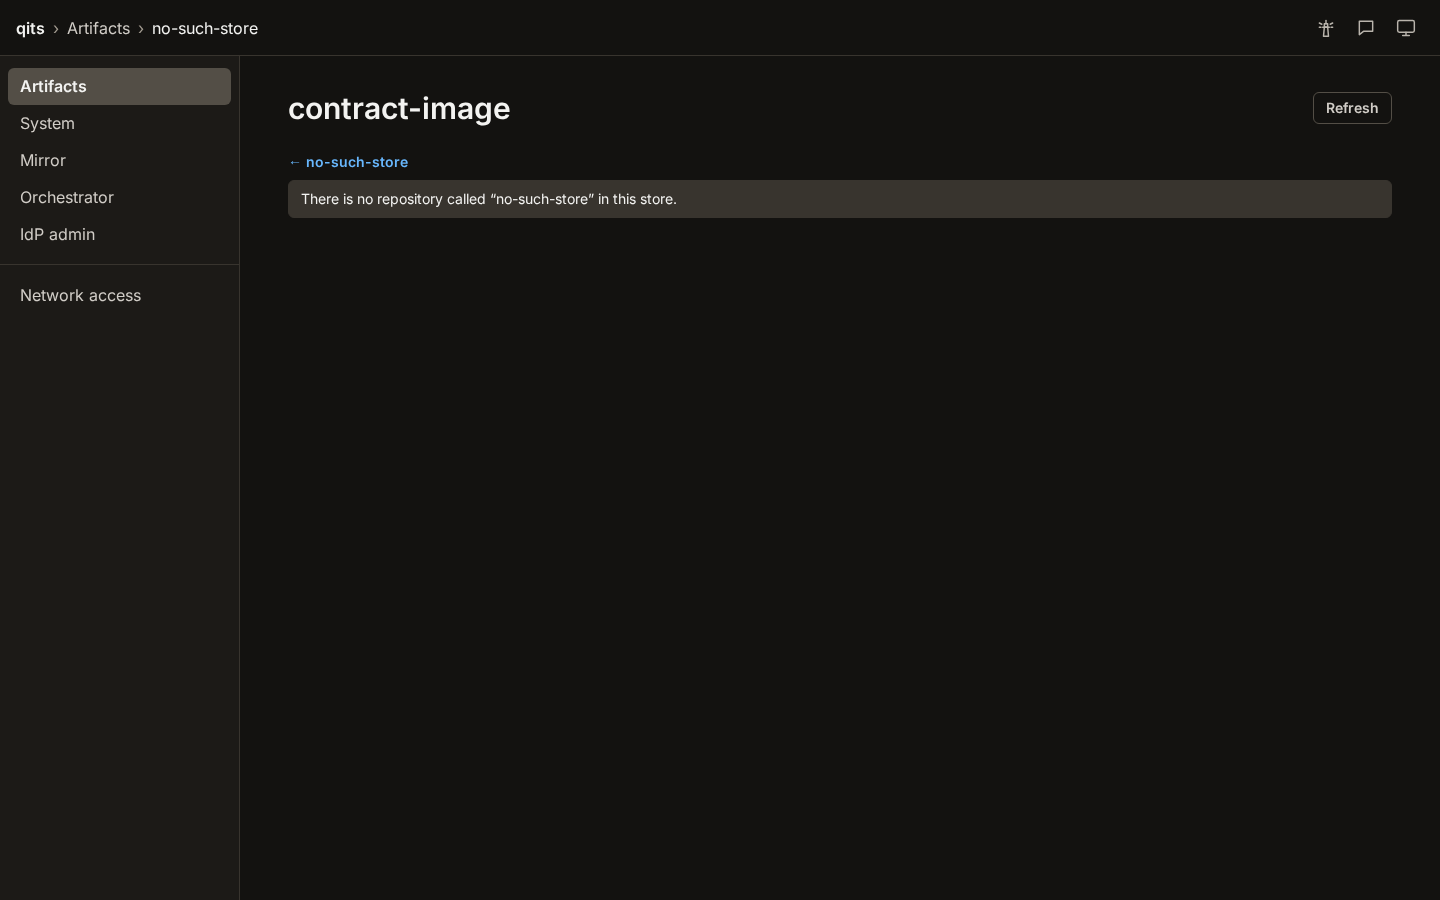 qits › Artifacts › no-such-store
Artifacts
System
Mirror
Orchestrator
IdP admin
Network access
contract-image
Refresh
← no-such-store
There is no repository called “no-such-store” in this store.